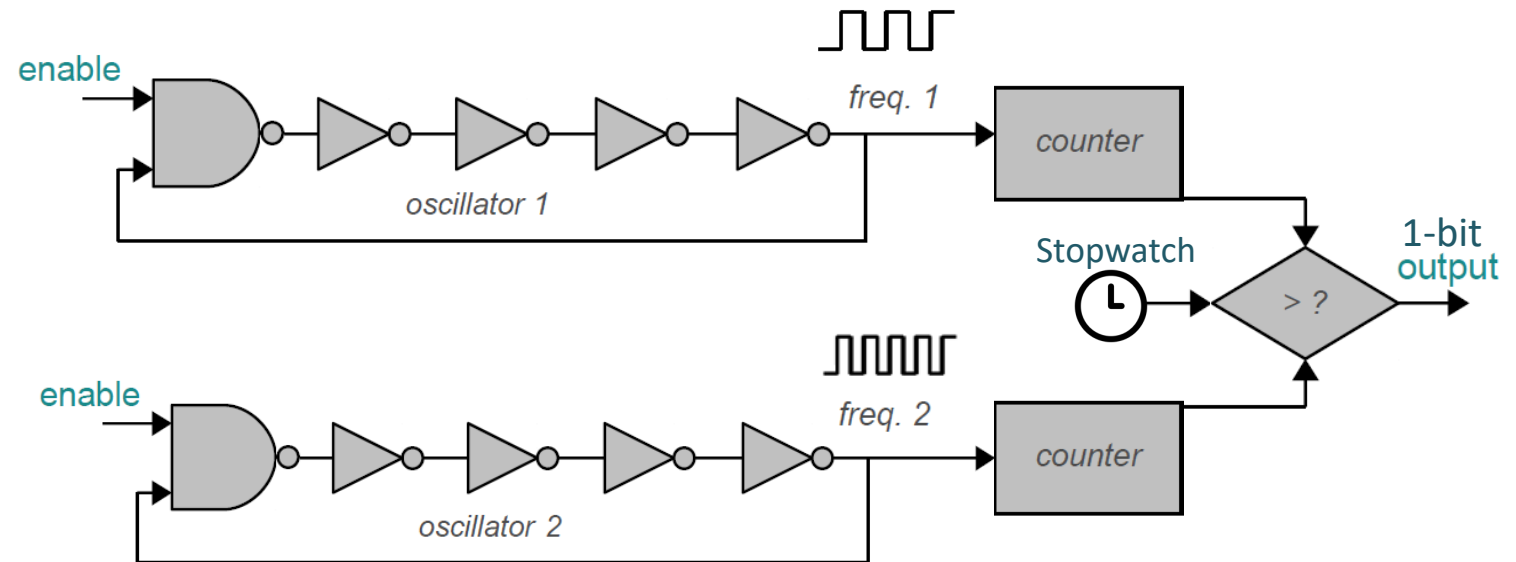 enable
freq. 1
counter
oscillator 1
Stopwatch
1-bit
output
> ?
enable
freq. 2
counter
oscillator 2